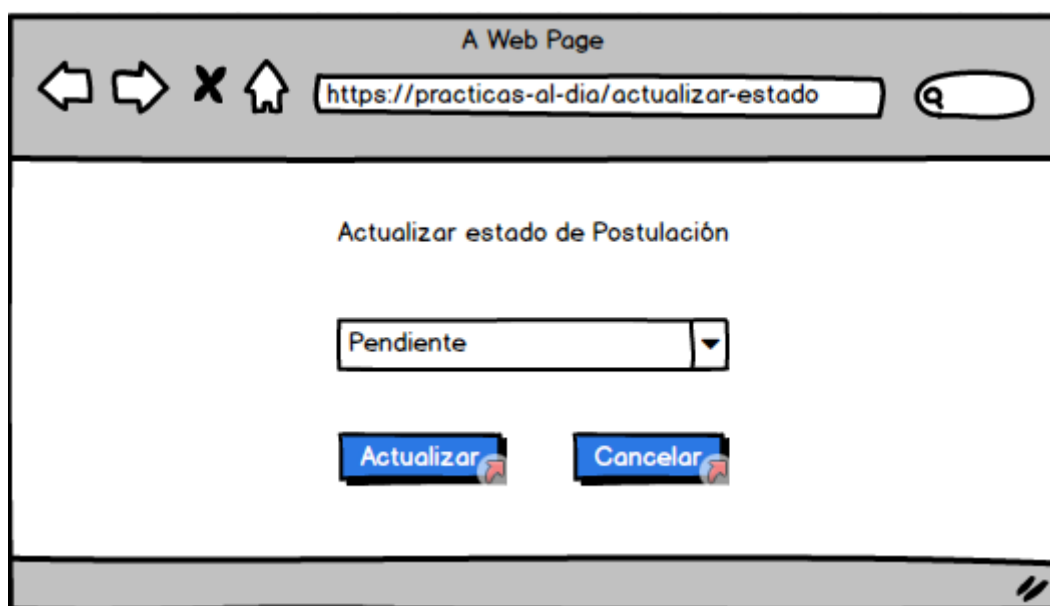 A Web Page
https://practicas-al-dia/actualizar-estado
Actualizar estado de Postulación
Pendiente
Actualizar
Cancelar